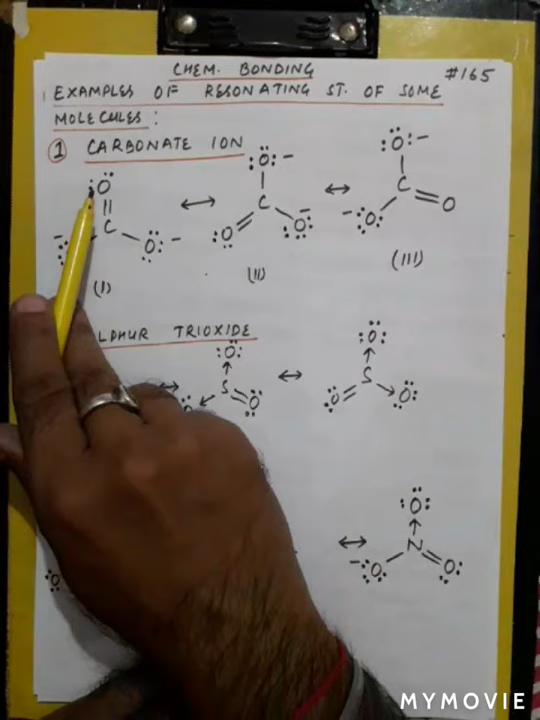 CHEM. BONDING #165
EXAMPLES OF RESONATING ST. OF SOME
MOLECULES :
1 CARBONATE ION
O O:– :O:–
C C C
O – O O– –O O
(I) (II) (III)
LPHUR TRIOXIDE
O O
S S
O O O O
O
N
–O O
O
MYMOVIE